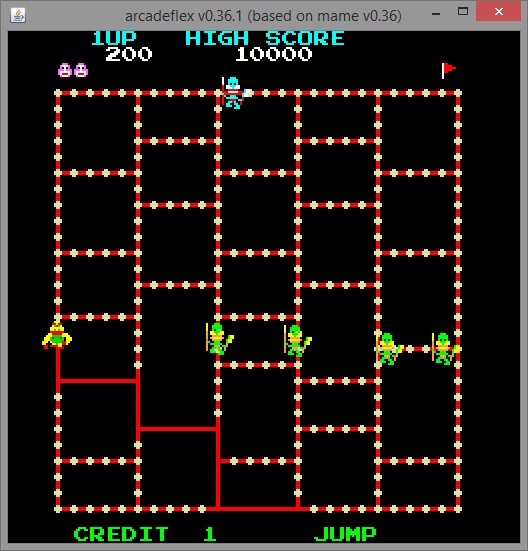 arcadeflex v0.36.1 (based on mame v0.36)
1UP HIGH SCORE
200 10000
CREDIT 1 JUMP